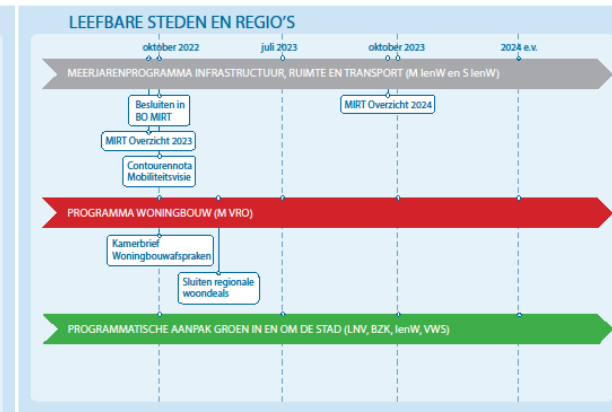 LEEFBARE STEDEN EN REGIO'S
oktober 2022
juli 2023
oktober 2023
2024 e.v.
MEERJARENPROGRAMMA INFRASTRUCTUUR, RUIMTE EN TRANSPORT (M IenW en S IenW)
Besluiten in
BO MIRT
MIRT Overzicht 2023
Contourennota
Mobiliteitsvisie
MIRT Overzicht 2024
PROGRAMMA WONINGBOUW (M VRO)
Kamerbrief
Woningbouwafspraken
Sluiten regionale
woondeals
PROGRAMMATISCHE AANPAK GROEN IN EN OM DE STAD (LNV, BZK, IenW, VWS)